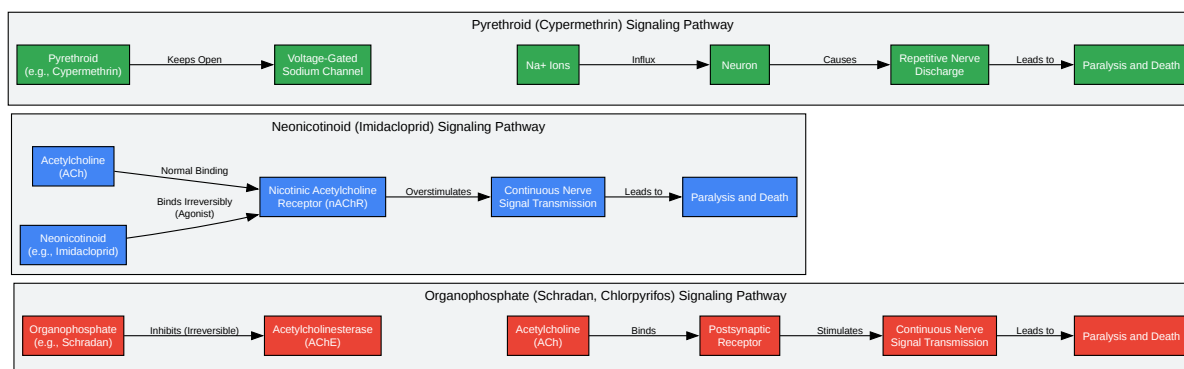 Pyrethroid (Cypermethrin) Signaling Pathway
Pyrethroid
(e.g., Cypermethrin)
Keeps Open
Voltage-Gated
Sodium Channel
Na+ Ions
Influx
Neuron
Causes
Repetitive Nerve
Discharge
Leads to
Paralysis and Death
Neonicotinoid (Imidacloprid) Signaling Pathway
Acetylcholine
(ACh)
Normal Binding
Neonicotinoid
(e.g., Imidacloprid)
Binds Irreversibly
(Agonist)
Nicotinic Acetylcholine
Receptor (nAChR)
Overstimulates
Continuous Nerve
Signal Transmission
Leads to
Paralysis and Death
Organophosphate (Schradan, Chlorpyrifos) Signaling Pathway
Organophosphate
(e.g., Schradan)
Inhibits (Irreversible)
Acetylcholinesterase
(AChE)
Acetylcholine
(ACh)
Binds
Postsynaptic
Receptor
Stimulates
Continuous Nerve
Signal Transmission
Leads to
Paralysis and Death